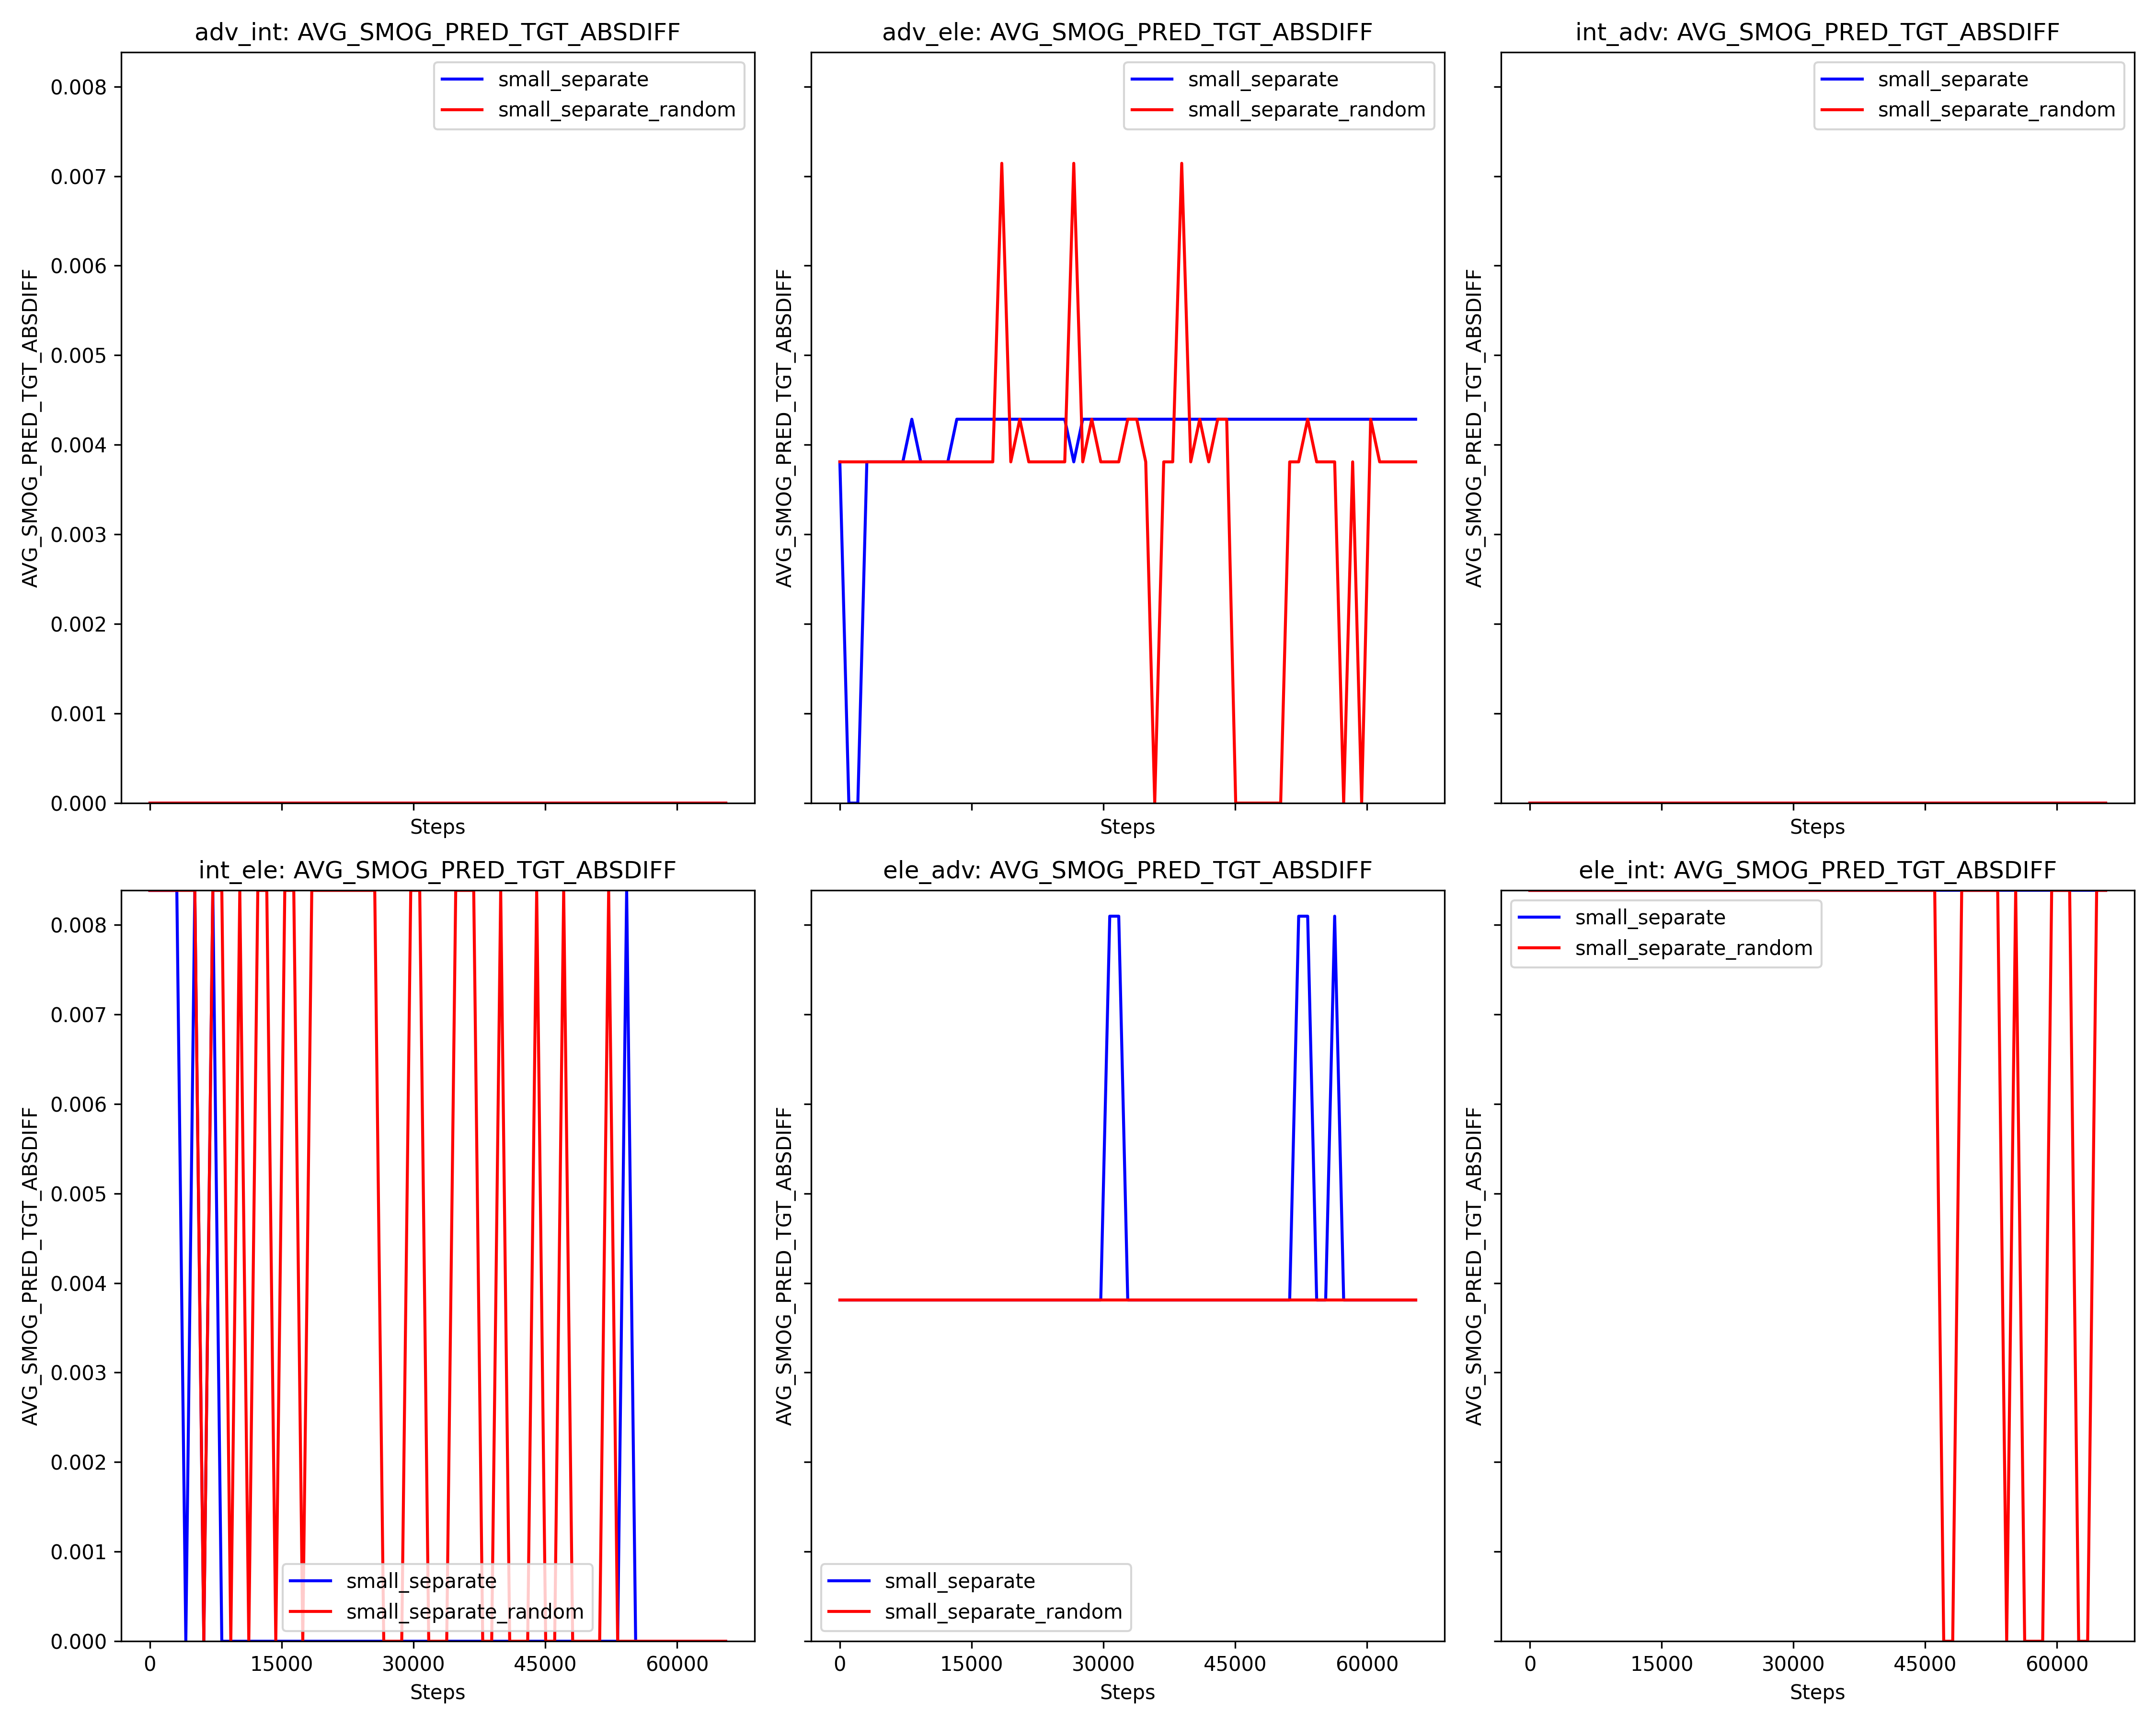 adv_int: AVG_SMOG_PRED_TGT_ABSDIFF
adv_ele: AVG_SMOG_PRED_TGT_ABSDIFF
int_adv: AVG_SMOG_PRED_TGT_ABSDIFF
AVG_SMOG_PRED_TGT_ABSDIFF
0.008
0.007
0.006
0.005
0.004
0.003
0.002
0.001
0.000
small_separate
small_separate_random
Steps
AVG_SMOG_PRED_TGT_ABSDIFF
small_separate
small_separate_random
Steps
AVG_SMOG_PRED_TGT_ABSDIFF
small_separate
small_separate_random
Steps
int_ele: AVG_SMOG_PRED_TGT_ABSDIFF
ele_adv: AVG_SMOG_PRED_TGT_ABSDIFF
ele_int: AVG_SMOG_PRED_TGT_ABSDIFF
AVG_SMOG_PRED_TGT_ABSDIFF
0.008
0.007
0.006
0.005
0.004
0.003
0.002
0.001
0.000
small_separate
small_separate_random
0 15000 30000 45000 60000
Steps
AVG_SMOG_PRED_TGT_ABSDIFF
small_separate
small_separate_random
0 15000 30000 45000 60000
Steps
AVG_SMOG_PRED_TGT_ABSDIFF
small_separate
small_separate_random
0 15000 30000 45000 60000
Steps